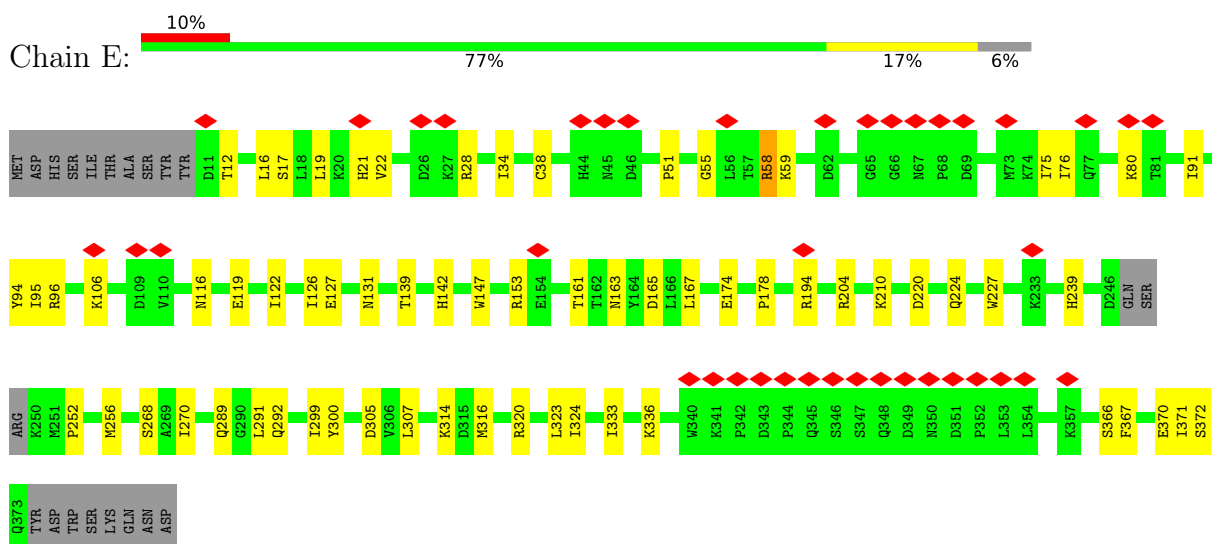 10%
Chain E:
77% 17% 6%
MET ASP HIS SER ILE THR ALA SER TYR TYR D11 T12 L16 S17 L18 L19 K20 H21 V22 D26 K27 R28 I34 C38 H44 N45 D46 P51 G55 L56 T57 R58 K59 D62 G65 G66 N67 P68 D69 M73 K74 I75 I76 Q77 K80 T81 I91
Y94 I95 R96 K106 D109 V110 N116 E119 I122 I126 E127 N131 T139 H142 W147 R153 E154 T161 T162 N163 Y164 D165 L166 L167 E174 P178 R194 R204 K210 D220 Q224 W227 K233 H239 D246 GLN SER
ARG K250 M251 P252 M256 S268 A269 I270 Q289 G290 L291 Q292 I299 Y300 D305 V306 L307 K314 D315 M316 R320 L323 I324 I333 K336 W340 K341 P342 D343 P344 Q345 S346 S347 Q348 D349 N350 D351 P352 L353 L354 K357 S366 F367 E370 I371 S372
Q373 TYR ASP TRP SER LYS GLN ASN ASP